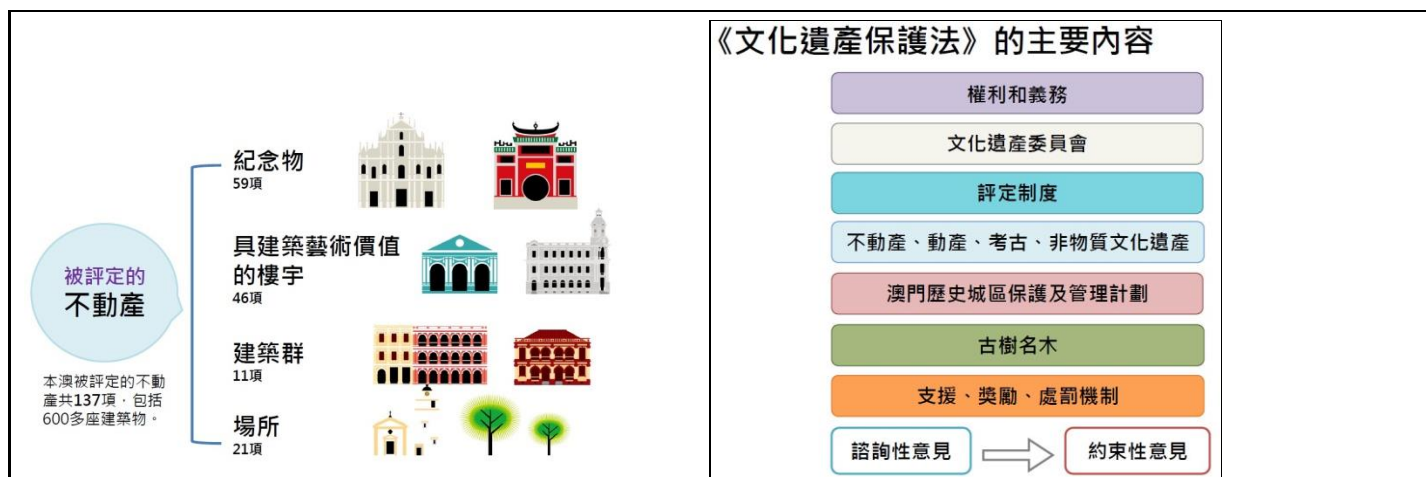 被評定的
不動產
本澳被評定的不動
產共137項，包括
600多座建築物。
紀念物
59項
具建築藝術價值
的樓宇
46項
建築群
11項
場所
21項
《文化遺產保護法》的主要內容
權利和義務
文化遺產委員會
評定制度
不動產、動產、考古、非物質文化遺產
澳門歷史城區保護及管理計劃
古樹名木
支援、獎勵、處罰機制
諮詢性意見
約束性意見